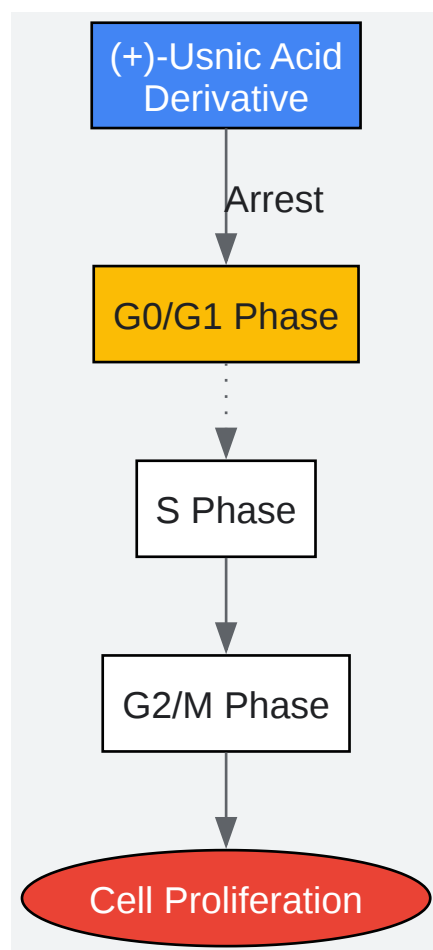 (+)-Usnic Acid
Derivative
Arrest
G0/G1 Phase
S Phase
G2/M Phase
Cell Proliferation